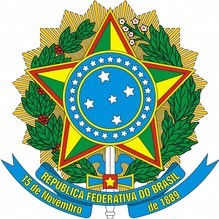 REPÚBLICA FEDERATIVA DO BRASIL
15 de Novembro
de 1889